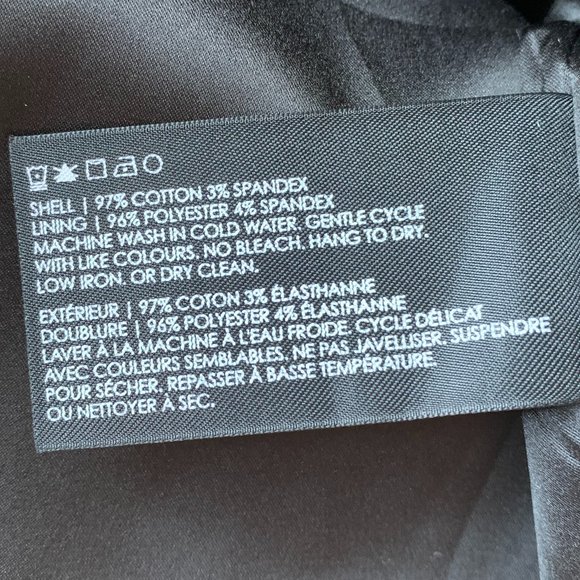 SHELL | 97% COTTON 3% SPANDEX
LINING | 96% POLYESTER 4% SPANDEX
MACHINE WASH IN COLD WATER. GENTLE CYCLE
WITH LIKE COLOURS. NO BLEACH. HANG TO DRY.
LOW IRON. OR DRY CLEAN.
EXTÉRIEUR | 97% COTON 3% ÉLASTHANNE
DOUBLURE | 96% POLYESTER 4% ÉLASTHANNE
LAVER À LA MACHINE À L'EAU FROIDE. CYCLE DÉLICAT
AVEC COULEURS SEMBLABLES. NE PAS JAVELLISER. SUSPENDRE
POUR SÉCHER. REPASSER À BASSE TEMPÉRATURE.
OU NETTOYER À SEC.